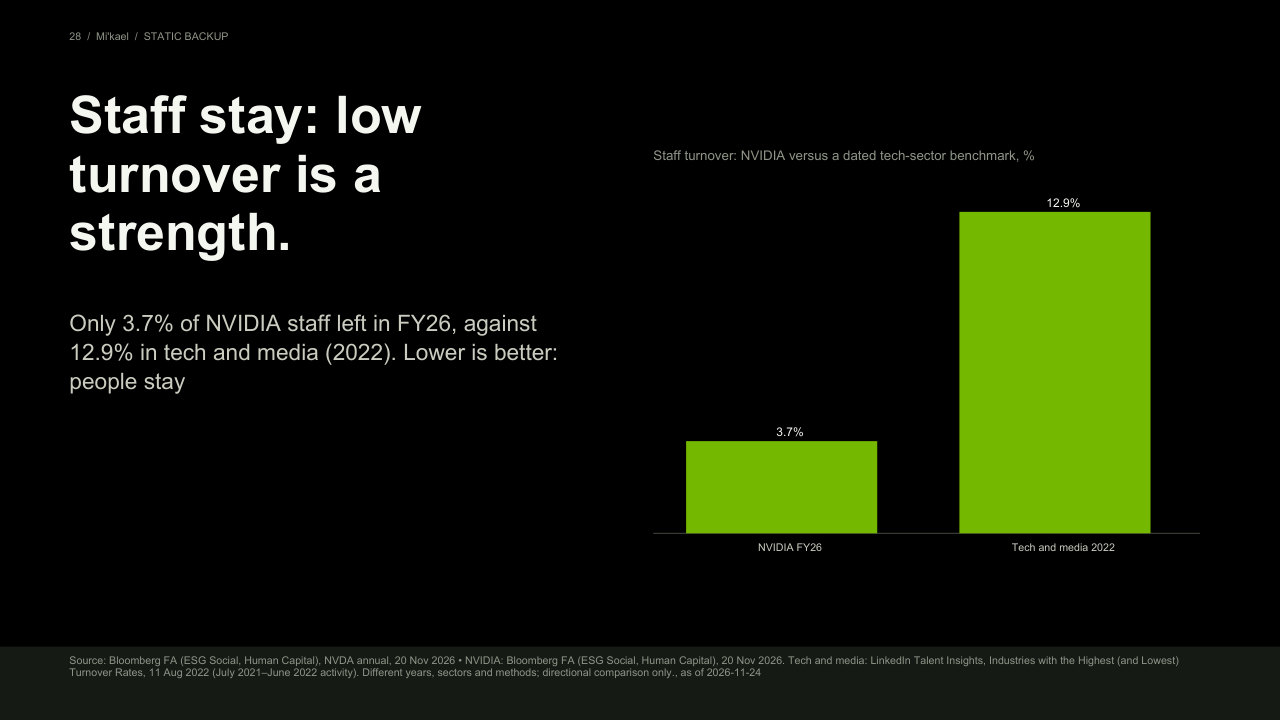 28 / Mi'kael / STATIC BACKUP
Staff stay: low
turnover is a
strength.
Only 3.7% of NVIDIA staff left in FY26, against
12.9% in tech and media (2022). Lower is better:
people stay
Staff turnover: NVIDIA versus a dated tech-sector benchmark, %
12.9%
3.7%
NVIDIA FY26
Tech and media 2022
Source: Bloomberg FA (ESG Social, Human Capital), NVDA annual, 20 Nov 2026 • NVIDIA: Bloomberg FA (ESG Social, Human Capital), 20 Nov 2026. Tech and media: LinkedIn Talent Insights, Industries with the Highest (and Lowest)
Turnover Rates, 11 Aug 2022 (July 2021–June 2022 activity). Different years, sectors and methods; directional comparison only., as of 2026-11-24